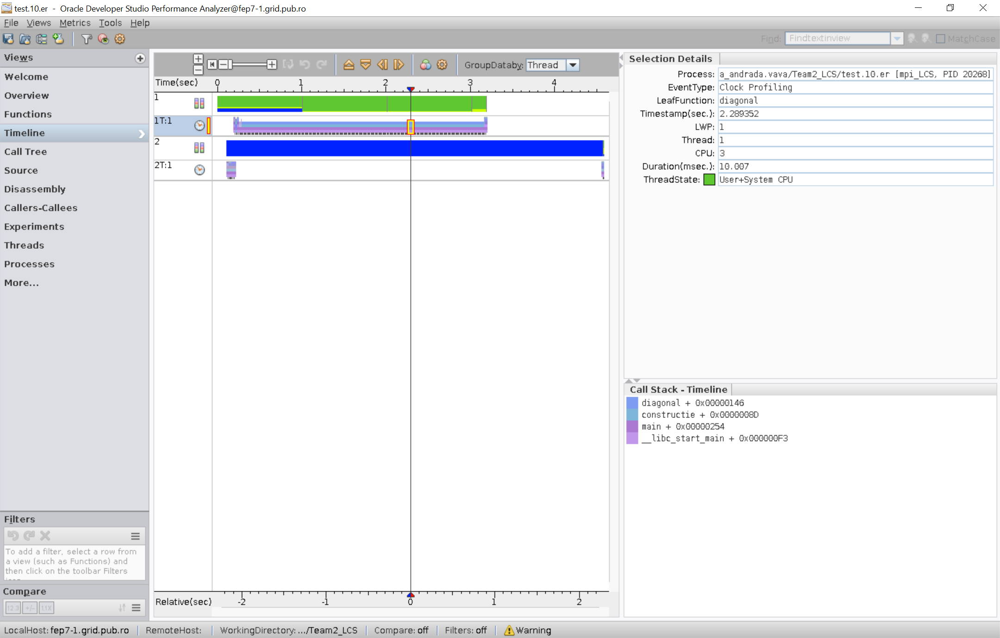 test.10.er - Oracle Developer Studio Performance Analyzer@fep7-1.grid.pub.ro
File Views Metrics Tools Help
Find: Findtextinview MatchCase
Views
Welcome
Overview
Functions
Timeline
Call Tree
Source
Disassembly
Callers-Callees
Experiments
Threads
Processes
More...
Filters
To add a filter, select a row from
a view (such as Functions) and
then click on the toolbar Filters
Compare
12.3 +/- 1.1X
GroupDataby: Thread
Time(sec) 0 1 2 3 4
1
1T:1
2
2T:1
Relative(sec) -2 -1 0 1 2
Selection Details
Process: a_andrada.vava/Team2_LCS/test.10.er [mpi_LCS, PID 20268]
EventType: Clock Profiling
LeafFunction: diagonal
Timestamp(sec.): 2.289352
LWP: 1
Thread: 1
CPU: 3
Duration(msec.): 10.007
ThreadState: User+System CPU
Call Stack - Timeline
diagonal + 0x00000146
constructie + 0x0000008D
main + 0x00000254
__libc_start_main + 0x000000F3
LocalHost: fep7-1.grid.pub.ro RemoteHost: WorkingDirectory: .../Team2_LCS Compare: off Filters: off Warning